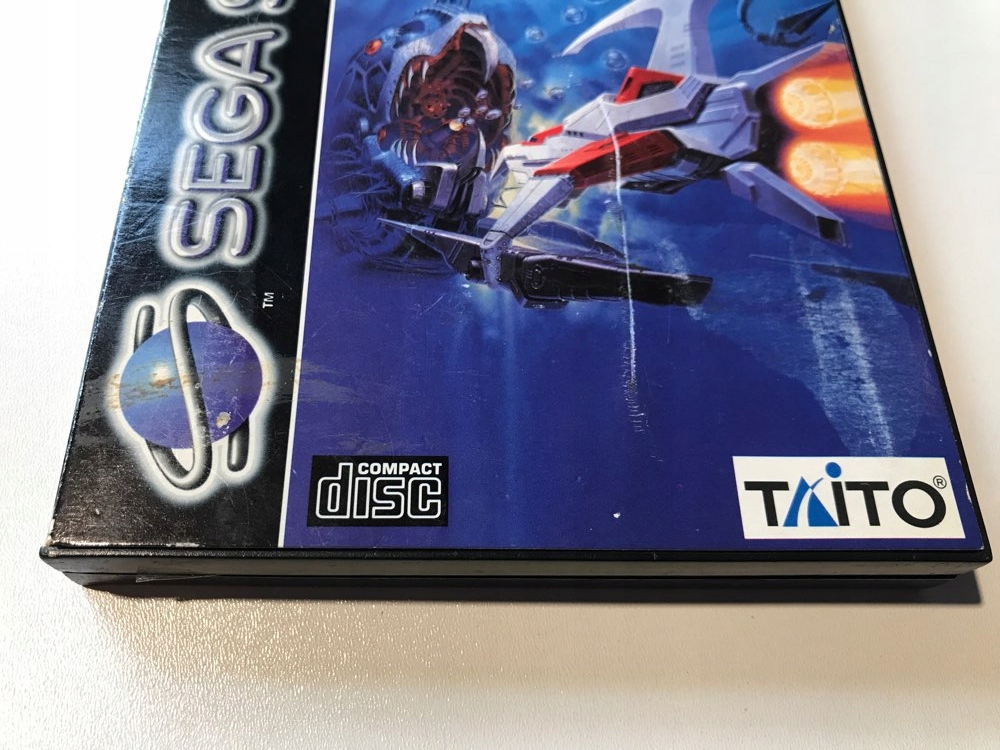 SEGA S
TM
COMPACT
disc
TAITO®